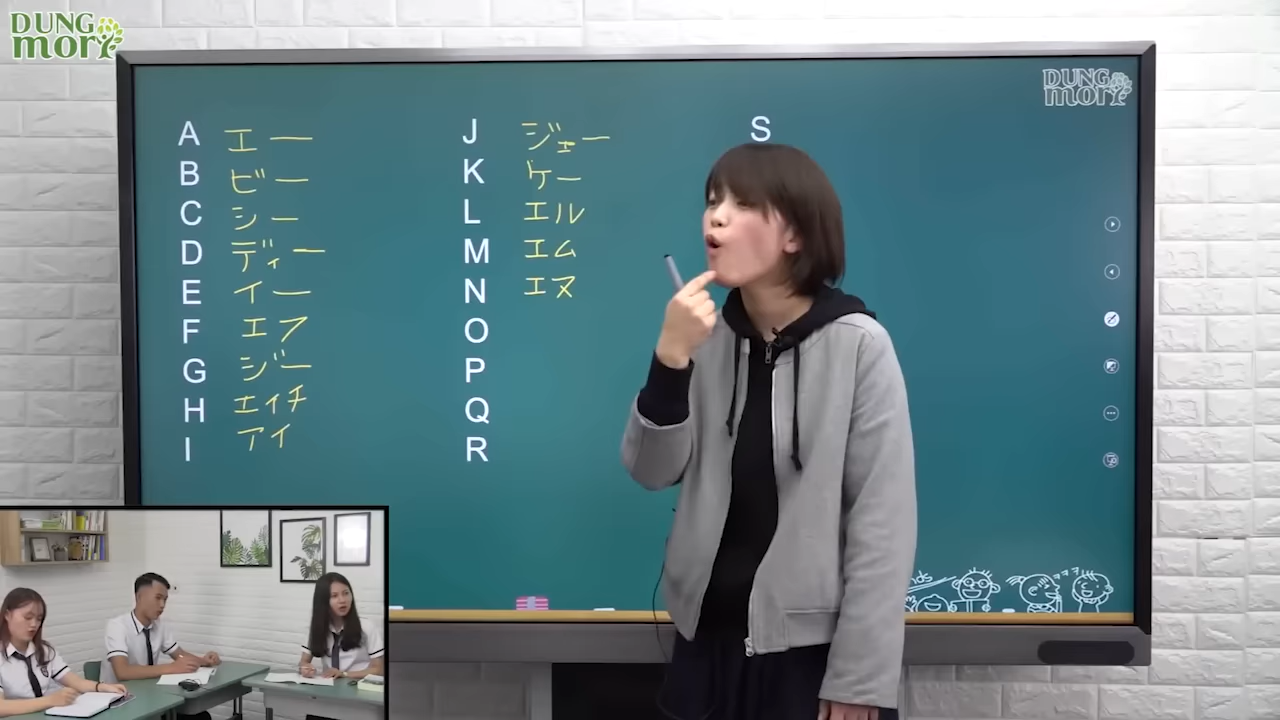 DUNG
mori
DUNG
mori
A エー
B ビー
C シー
D ディー
E イー
F エフ
G ジー
H エイチ
I アイ
J ジェー
K ケー
L エル
M エム
N エヌ
O
P
Q
R
S